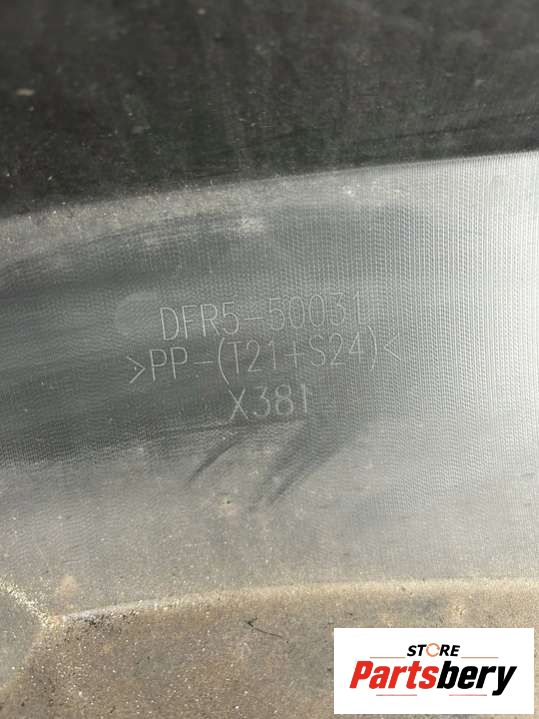 DFR5-50031
>PP-(T21+S24)<
X381
STORE
Partsbery